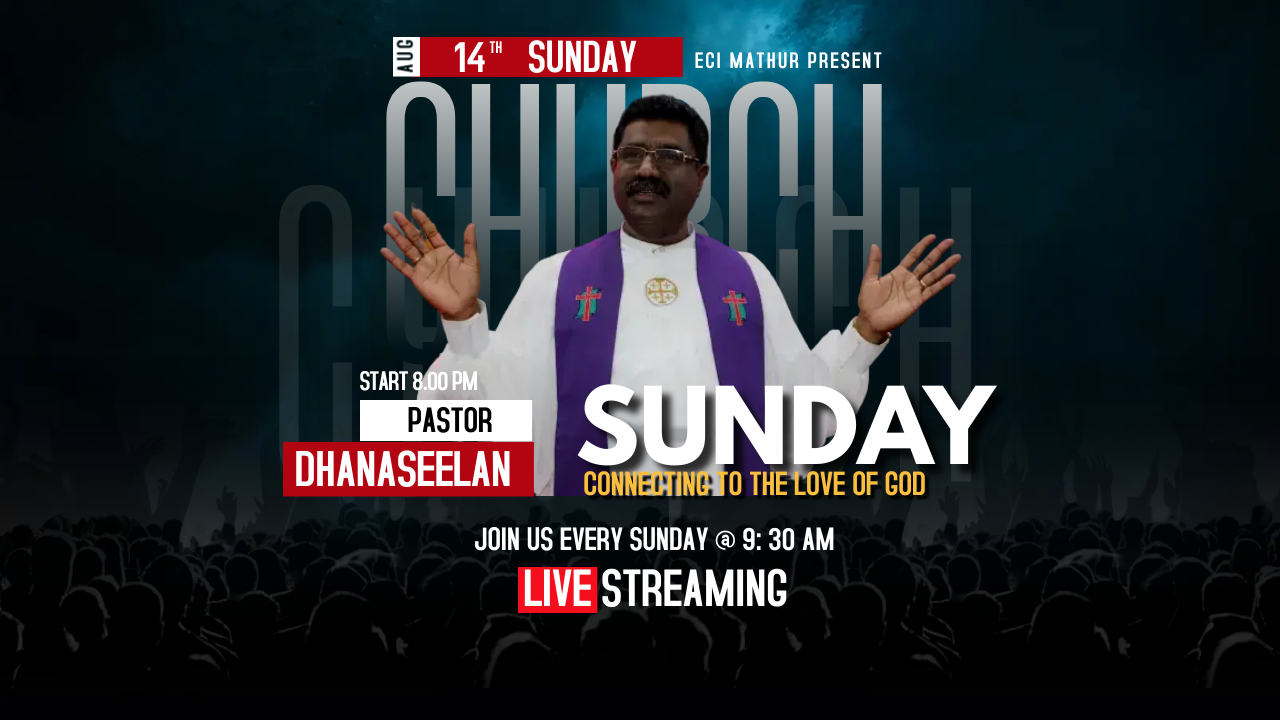 AUG
14TH SUNDAY
ECI MATHUR PRESENT
CHURCH
CHURCH
START 8.00 PM
PASTOR
DHANASEELAN
SUNDAY
CONNECTING TO THE LOVE OF GOD
JOIN US EVERY SUNDAY @ 9: 30 AM
LIVE STREAMING